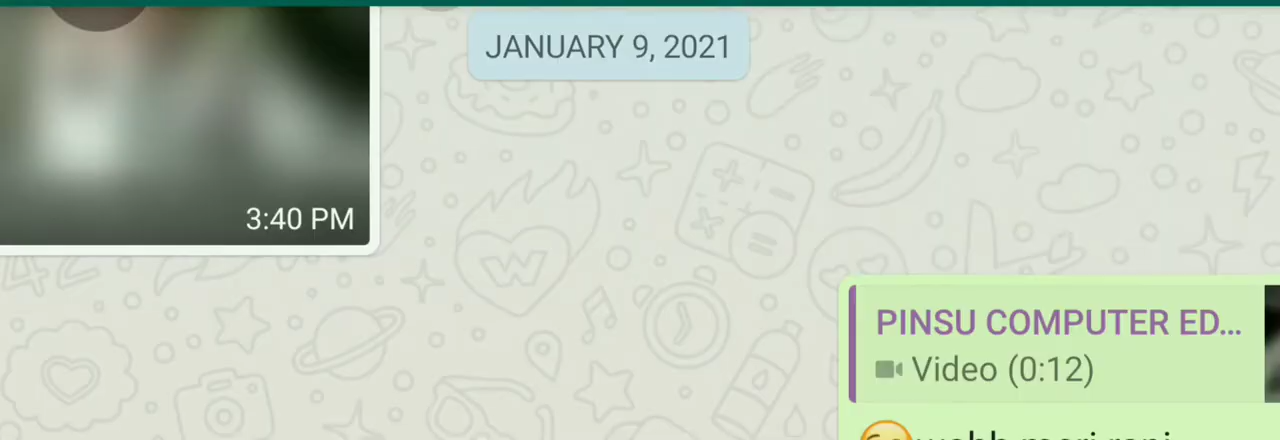 JANUARY 9, 2021
3:40 PM
PINSU COMPUTER ED...
Video (0:12)